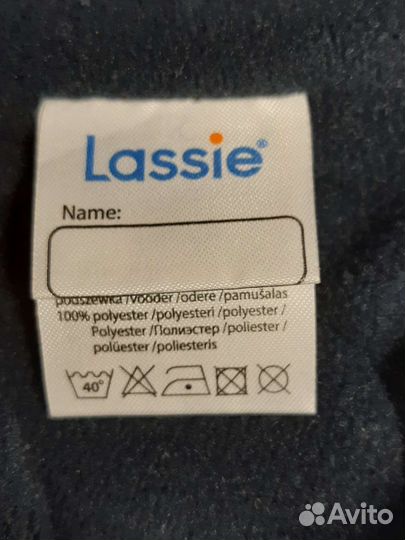 Lassie®
Name:
podszewka /vooder /odere /pamušalas
100% polyester /polyesteri /polyester /
Polyester /Полиэстер /poliester /
polüester /poliesteris
40°
Avito